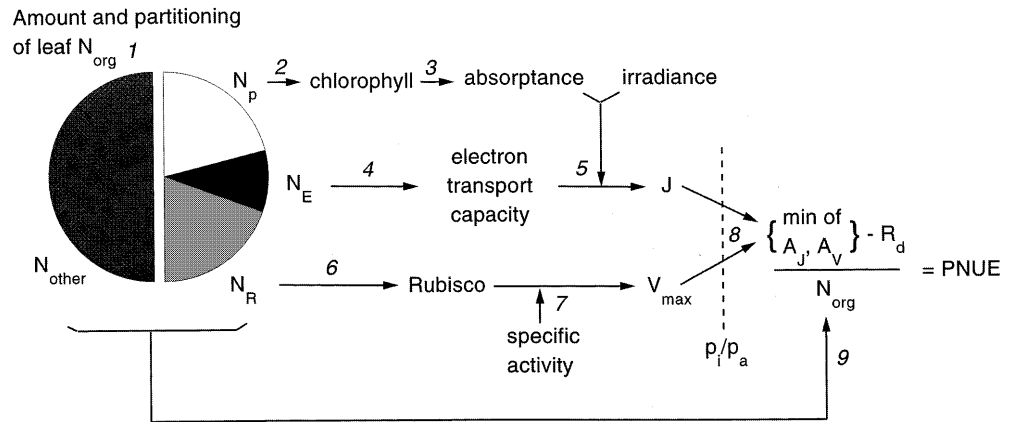 Amount and partitioning
of leaf N_org 1
N_p 2 chlorophyll 3 absorptance irradiance
N_E 4 electron
transport
capacity 5 J
N_other
N_R 6 Rubisco 7 V_max
specific
activity
8 { min of
A_J, A_V } - R_d
N_org
= PNUE
p_i/p_a
9